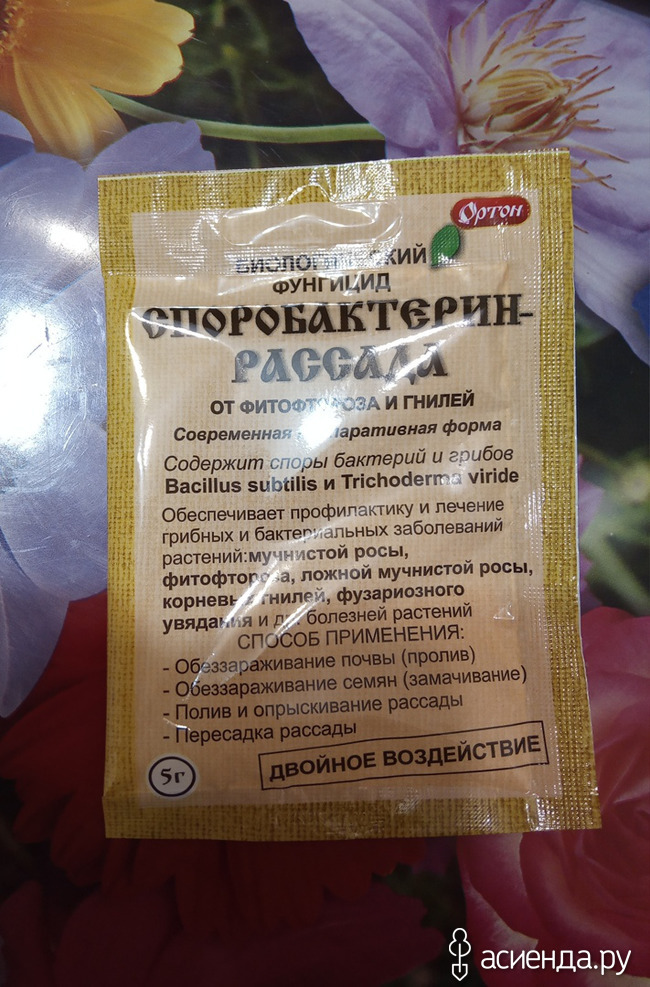 Ортон
БИОЛОГИЧЕСКИЙ
ФУНГИЦИД
СПОРОБАКТЕРИН-
РАССАДА
ОТ ФИТОФТОРОЗА И ГНИЛЕЙ
Современная препаративная форма
Содержит споры бактерий и грибов
Bacillus subtilis и Trichoderma viride
Обеспечивает профилактику и лечение
грибных и бактериальных заболеваний
растений:мучнистой росы,
фитофтороза, ложной мучнистой росы,
корневых гнилей, фузариозного
увядания и др. болезней растений
СПОСОБ ПРИМЕНЕНИЯ:
- Обеззараживание почвы (пролив)
- Обеззараживание семян (замачивание)
- Полив и опрыскивание рассады
- Пересадка рассады
5г
ДВОЙНОЕ ВОЗДЕЙСТВИЕ
асиенда.ру